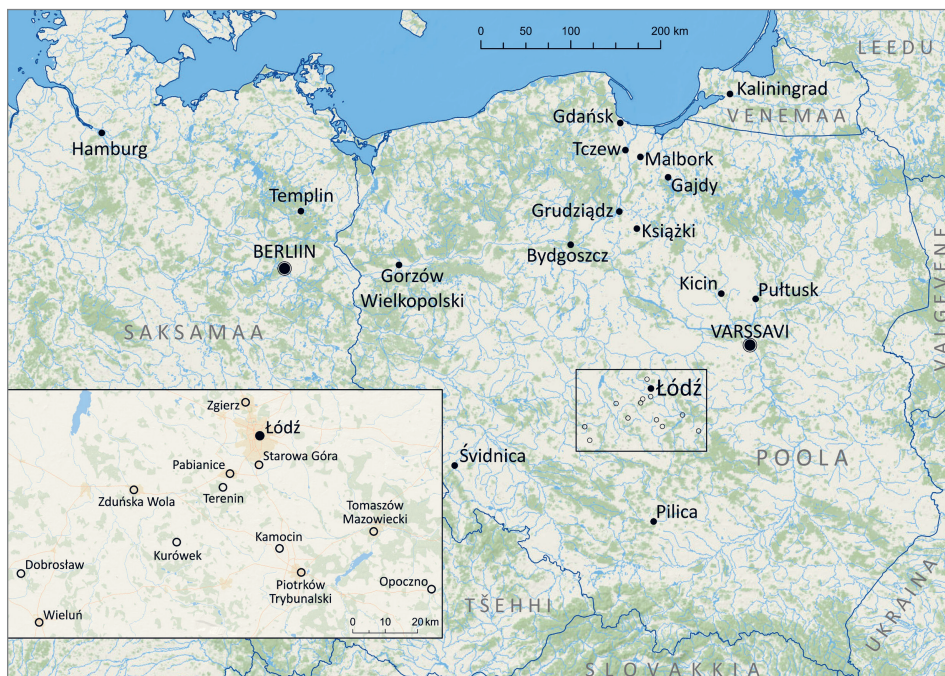 LEEDU
0 50 100 200 km
Kaliningrad
VENEMAA
Gdańsk
Hamburg
Tczew
Malbork
Gajdy
Templin
Grudziądz
Książki
BERLIIN
Bydgoszcz
Gorzów
Wielkopolski
Kicin
Pułtusk
VALGEVENE
SAKSAMAA
VARSSAVI
Łódź
Švidnica
POOLA
Pilica
TŠEHHI
UKRAINA
SLOVAKKIA
Zgierz
Łódź
Starowa Góra
Pabianice
Terenin
Zduńska Wola
Tomaszów
Mazowiecki
Kamocin
Kurówek
Dobrosław
Piotrków
Trybunalski
Opoczno
Wieluń
0 10 20 km